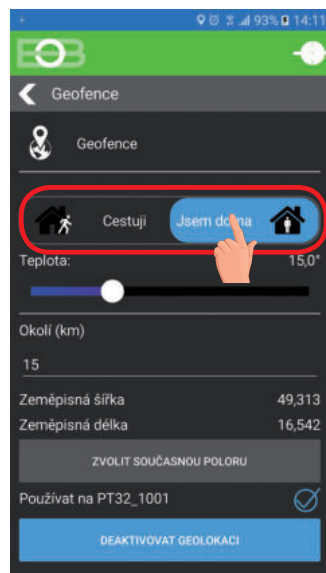 93% 14:11
EOB
Geofence
Geofence
Cestuji Jsem doma
Teplota: 15,0°
Okolí (km)
15
Zeměpisná šířka 49,313
Zeměpisná délka 16,542
ZVOLIT SOUČASNOU POLORU
Používat na PT32_1001
DEAKTIVOVAT GEOLOKACI